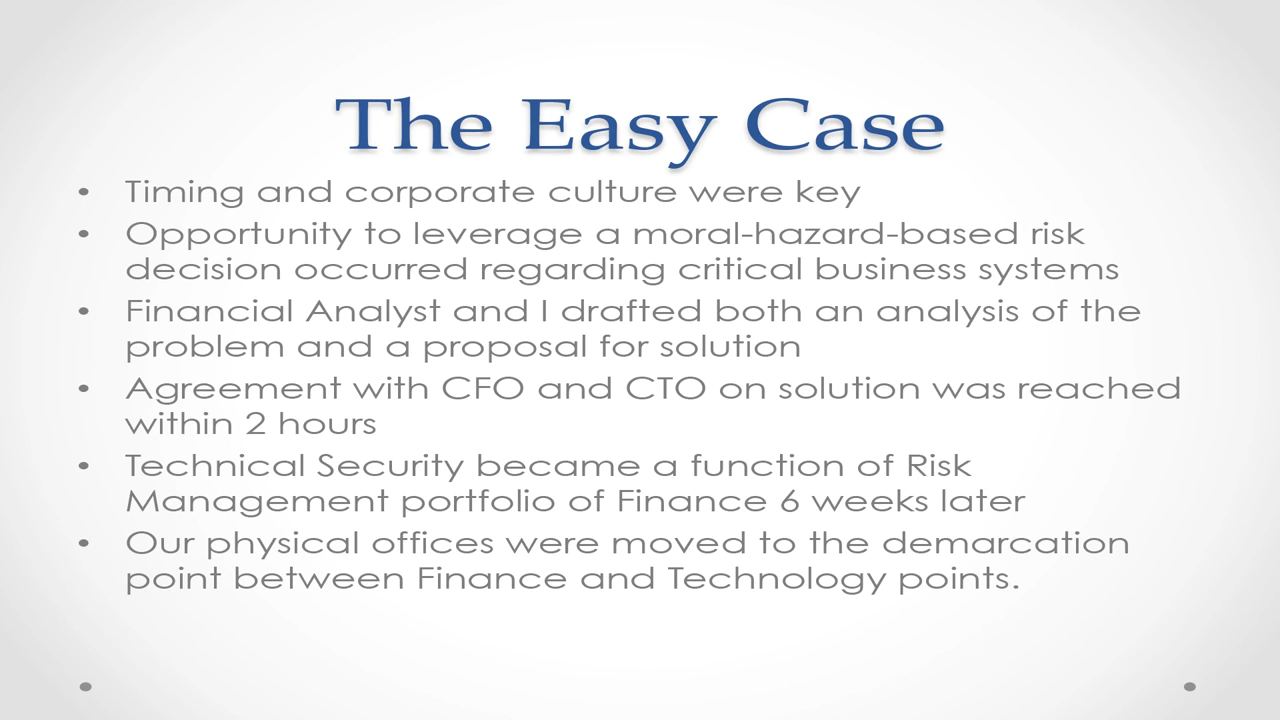 The Easy Case
• Timing and corporate culture were key
• Opportunity to leverage a moral-hazard-based risk
decision occurred regarding critical business systems
• Financial Analyst and I drafted both an analysis of the
problem and a proposal for solution
• Agreement with CFO and CTO on solution was reached
within 2 hours
• Technical Security became a function of Risk
Management portfolio of Finance 6 weeks later
• Our physical offices were moved to the demarcation
point between Finance and Technology points.